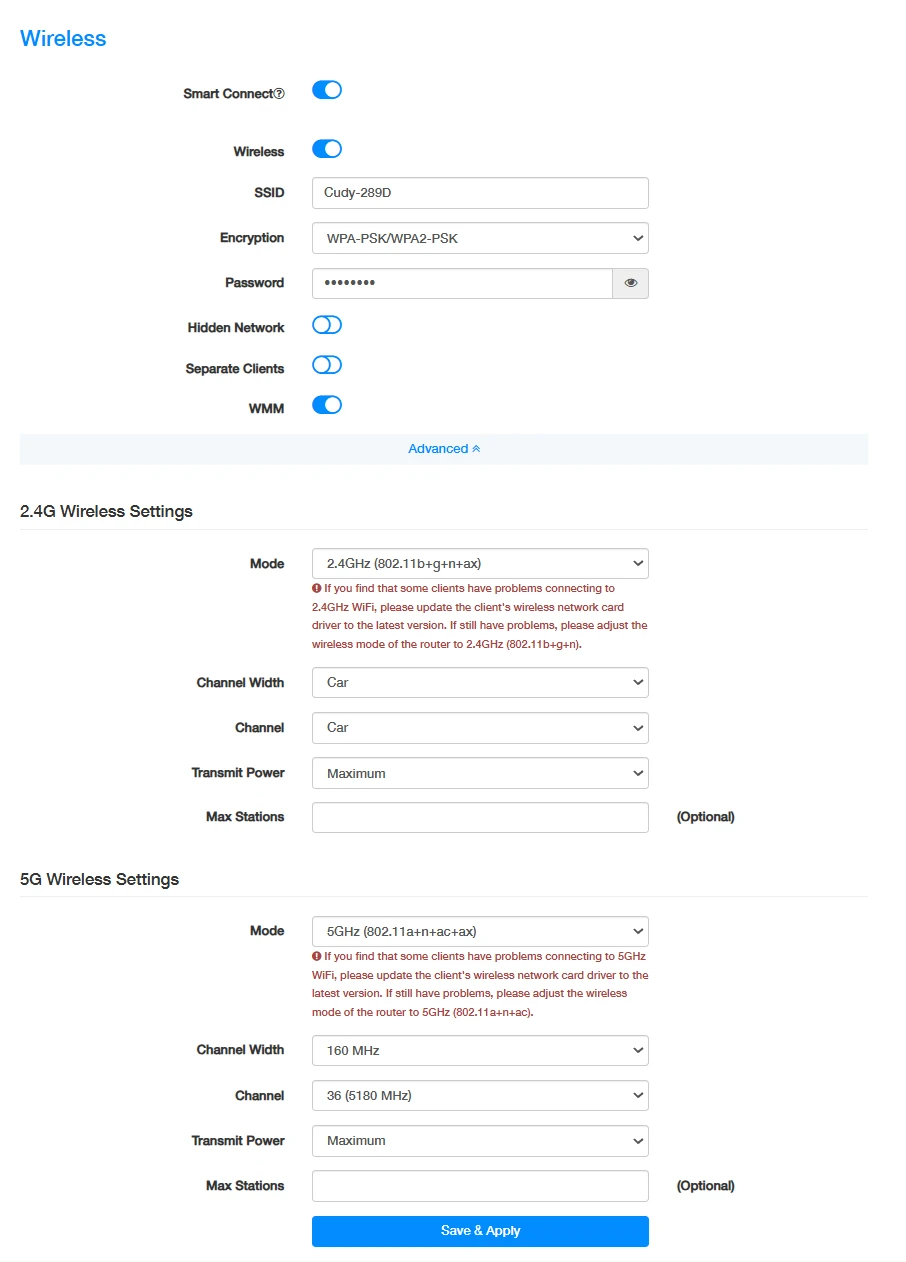 Wireless
Smart Connect
Wireless
SSID Cudy-289D
Encryption WPA-PSK/WPA2-PSK
Password ••••••••
Hidden Network
Separate Clients
WMM
Advanced
2.4G Wireless Settings
Mode 2.4GHz (802.11b+g+n+ax)
If you find that some clients have problems connecting to
2.4GHz WiFi, please update the client's wireless network card
driver to the latest version. If still have problems, please adjust the
wireless mode of the router to 2.4GHz (802.11b+g+n).
Channel Width Car
Channel Car
Transmit Power Maximum
Max Stations (Optional)
5G Wireless Settings
Mode 5GHz (802.11a+n+ac+ax)
If you find that some clients have problems connecting to 5GHz
WiFi, please update the client's wireless network card driver to the
latest version. If still have problems, please adjust the wireless
mode of the router to 5GHz (802.11a+n+ac).
Channel Width 160 MHz
Channel 36 (5180 MHz)
Transmit Power Maximum
Max Stations (Optional)
Save & Apply